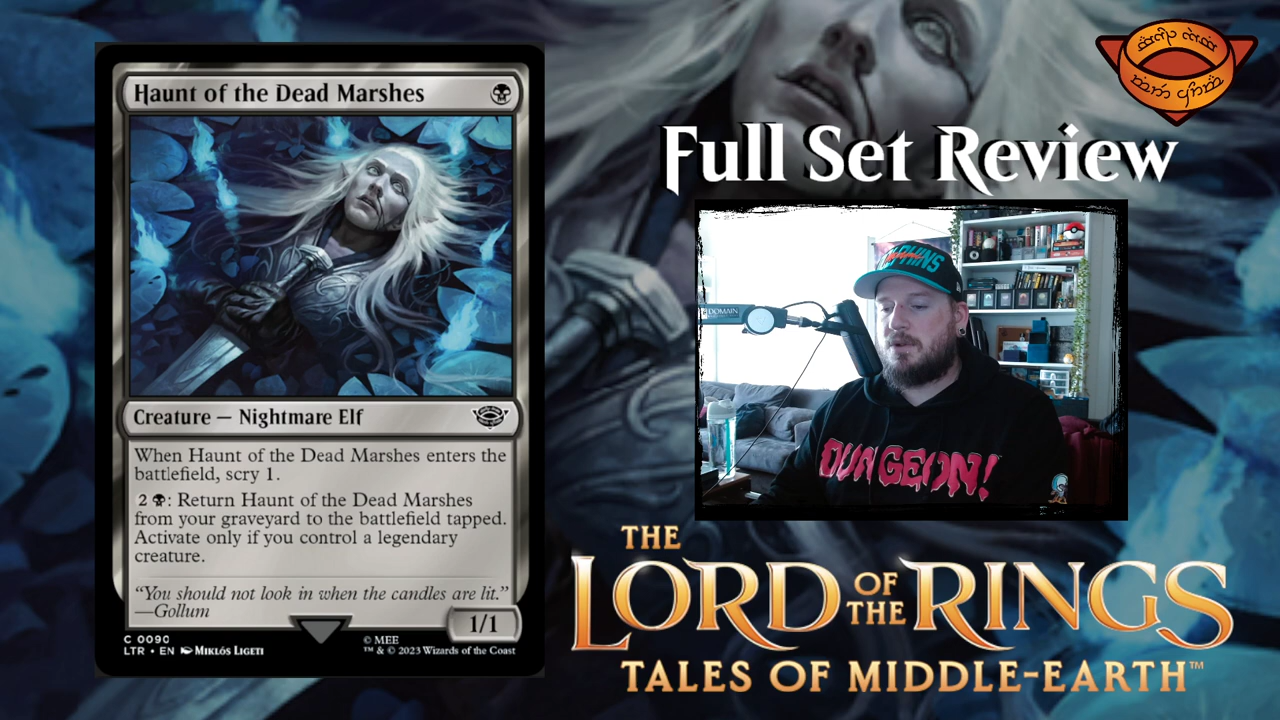 Haunt of the Dead Marshes
Creature — Nightmare Elf
When Haunt of the Dead Marshes enters the
battlefield, scry 1.
2 : Return Haunt of the Dead Marshes
from your graveyard to the battlefield tapped.
Activate only if you control a legendary
creature.
“You should not look in when the candles are lit.”
—Gollum
1/1
C 0090
LTR • EN Miklós Ligeti
© MEE
™ & © 2023 Wizards of the Coast
Full Set Review
DOMAIN
DUNGEON!
THE
LORD OF THE RINGS
TALES OF MIDDLE-EARTH™